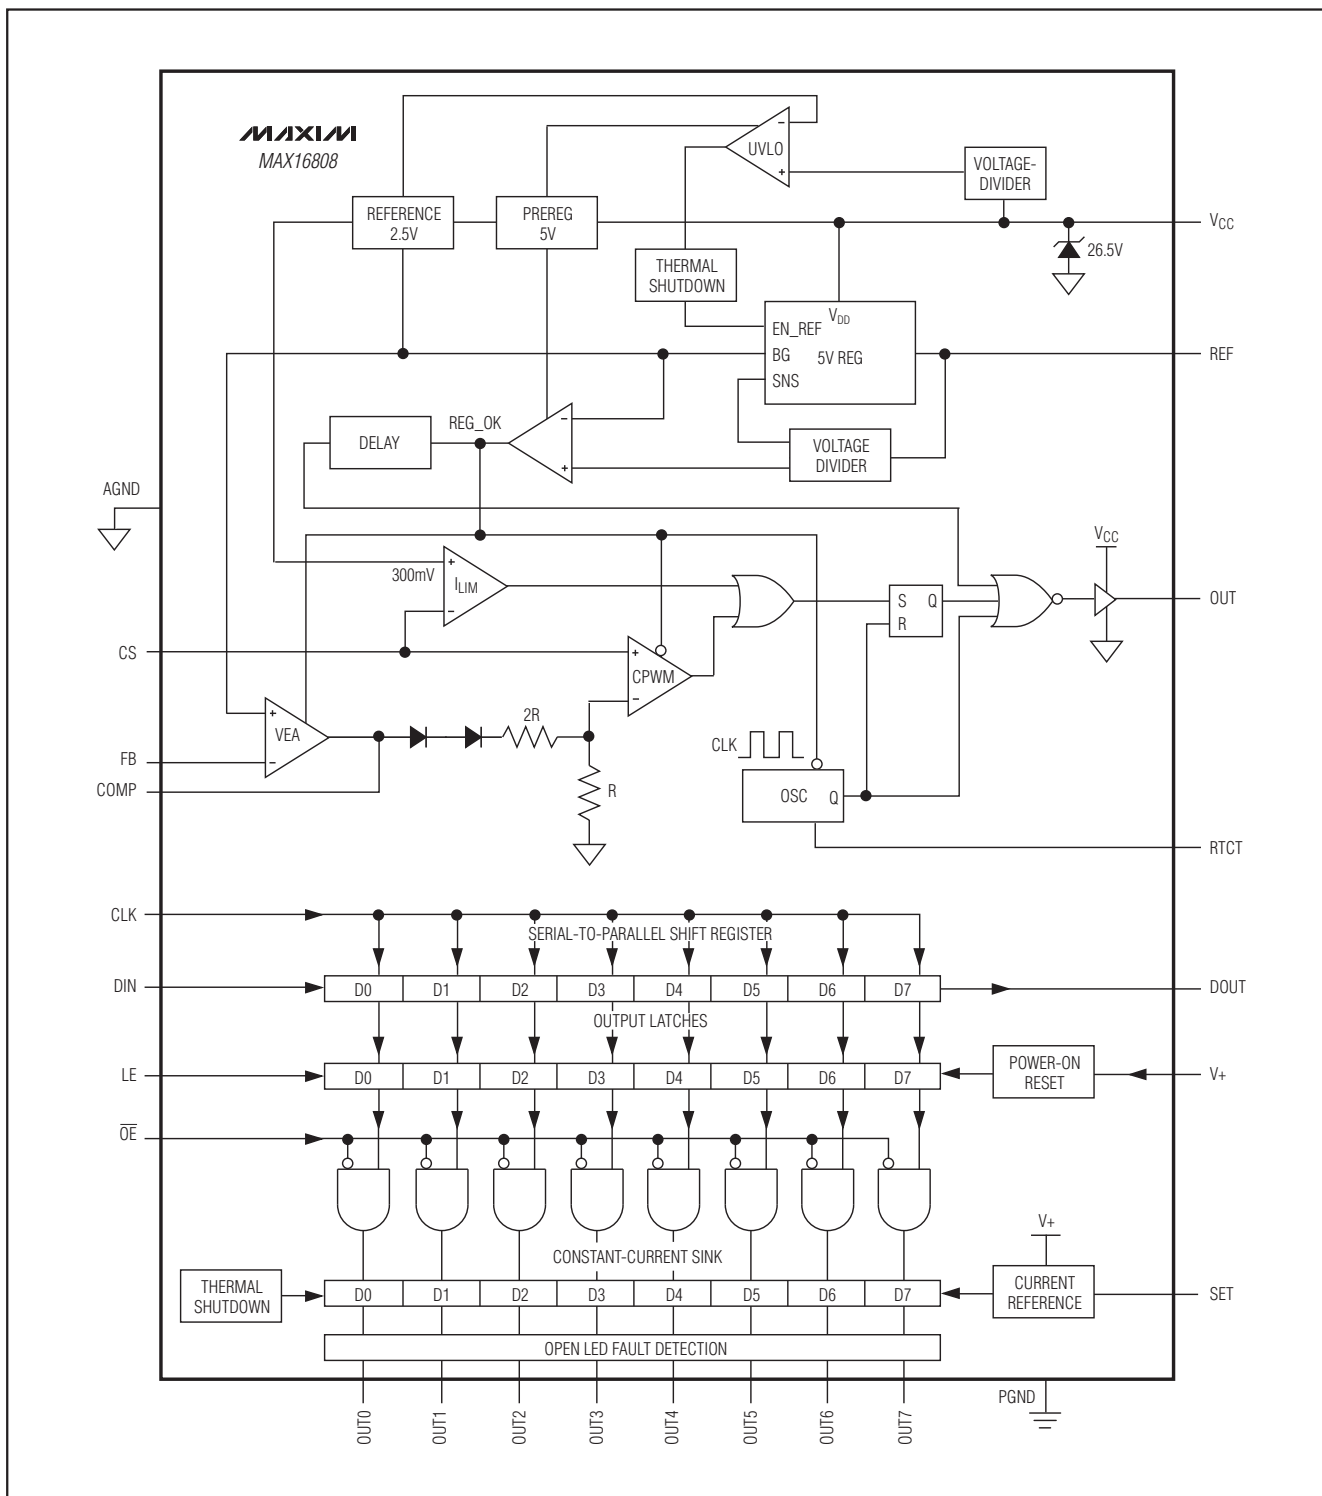 MAXIM
MAX16808
UVLO
VOLTAGE-
DIVIDER
REFERENCE
2.5V
PREREG
5V
VCC
26.5V
THERMAL
SHUTDOWN
VDD
EN_REF
BG
5V REG
SNS
REF
REG_OK
DELAY
VOLTAGE
DIVIDER
AGND
VCC
300mV
ILIM
S Q
R
OUT
CS
CPWM
2R
VEA
FB
COMP
R
CLK
OSC Q
RTCT
CLK
SERIAL-TO-PARALLEL SHIFT REGISTER
DIN
D0 D1 D2 D3 D4 D5 D6 D7
DOUT
OUTPUT LATCHES
LE
D0 D1 D2 D3 D4 D5 D6 D7
POWER-ON
RESET
V+
O̅E̅
V+
CONSTANT-CURRENT SINK
THERMAL
SHUTDOWN
D0 D1 D2 D3 D4 D5 D6 D7
CURRENT
REFERENCE
SET
OPEN LED FAULT DETECTION
PGND
OUT0
OUT1
OUT2
OUT3
OUT4
OUT5
OUT6
OUT7